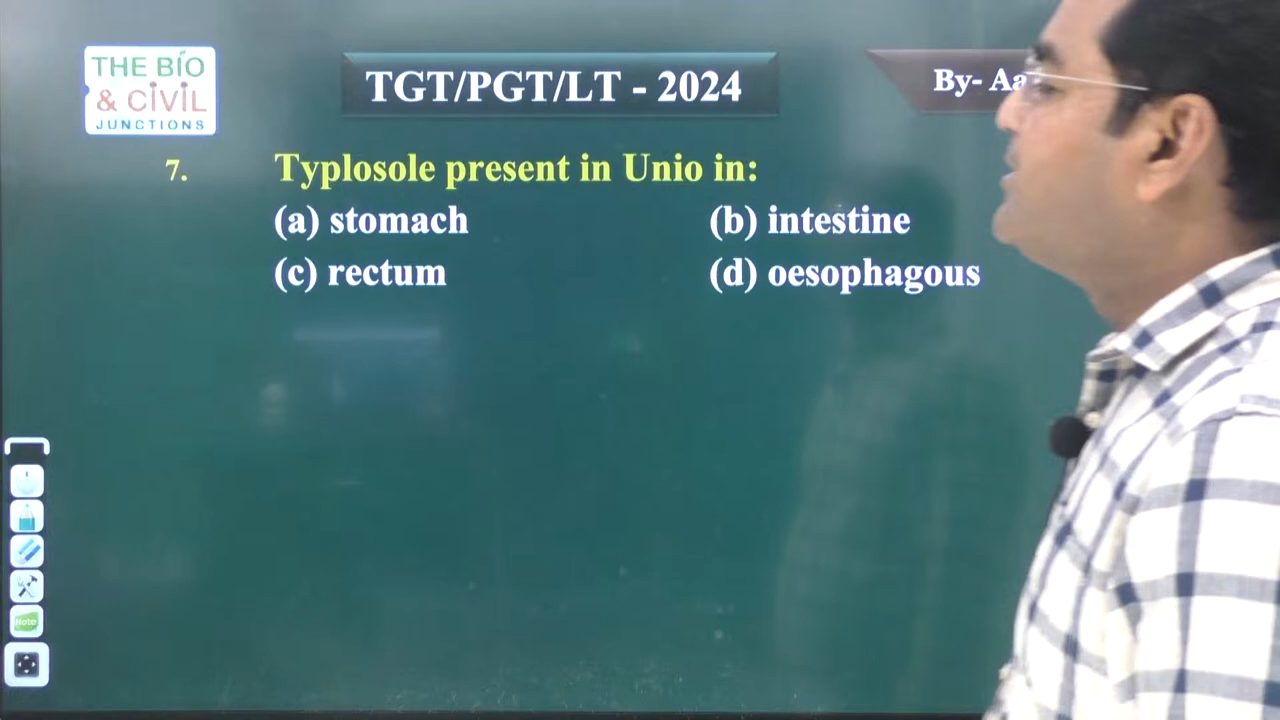 THE BIO
& CIVIL
JUNCTIONS
TGT/PGT/LT - 2024
By- Aa
7. Typlosole present in Unio in:
(a) stomach (b) intestine
(c) rectum (d) oesophagous
Note